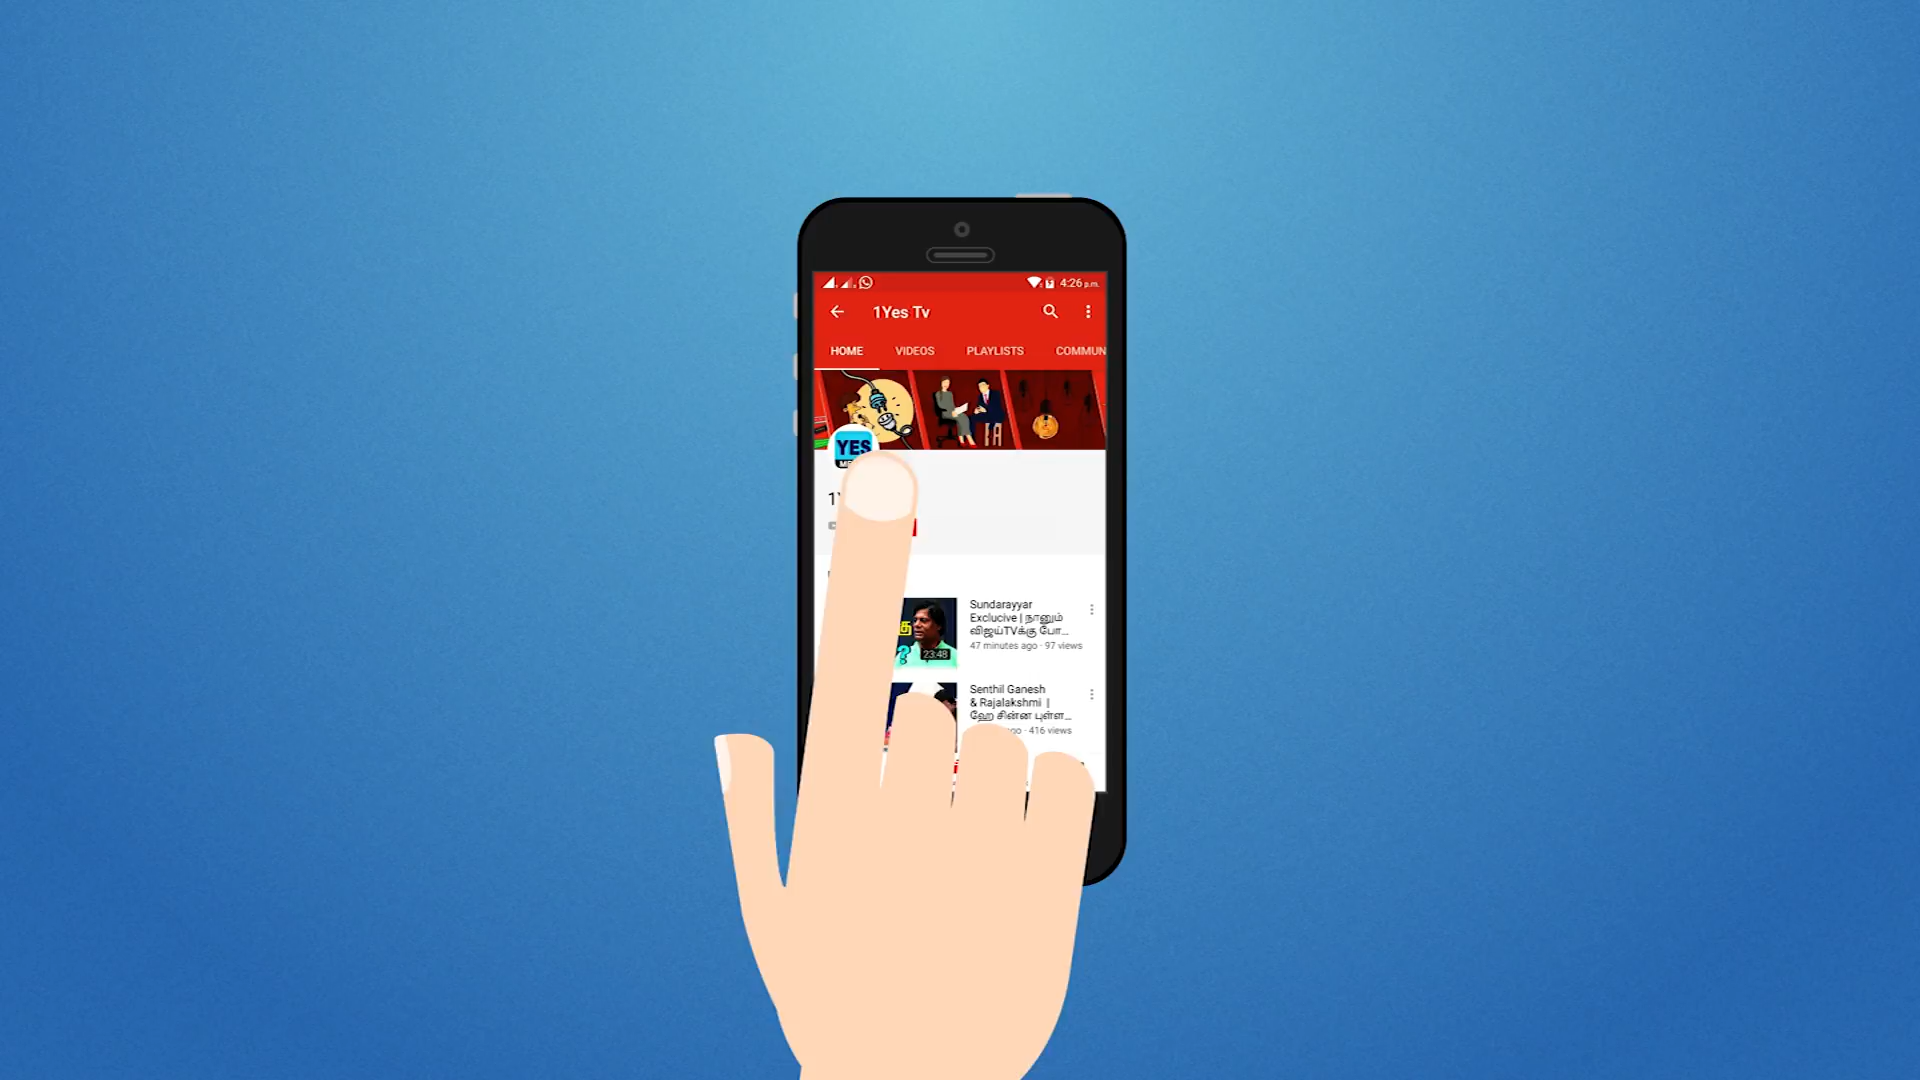 4:26 p.m.
1Yes Tv
HOME VIDEOS PLAYLISTS COMMUN
YES
கு
?
23:48
Sundarayyar
Exclucive | நானும்
விஜய்TVக்கு போ...
47 minutes ago · 97 views
Senthil Ganesh
& Rajalakshmi |
ஹே சின்ன புள்ள...
ago · 416 views